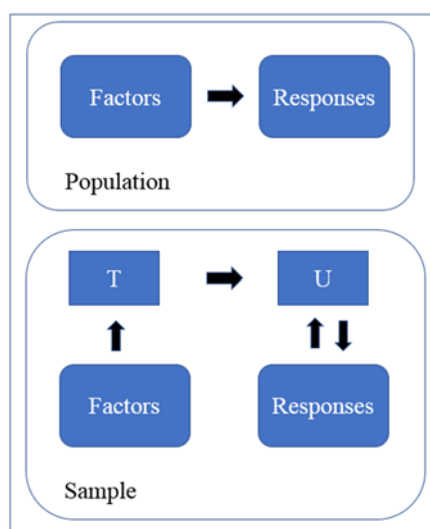 Factors
Responses
Population
T
U
Factors
Responses
Sample